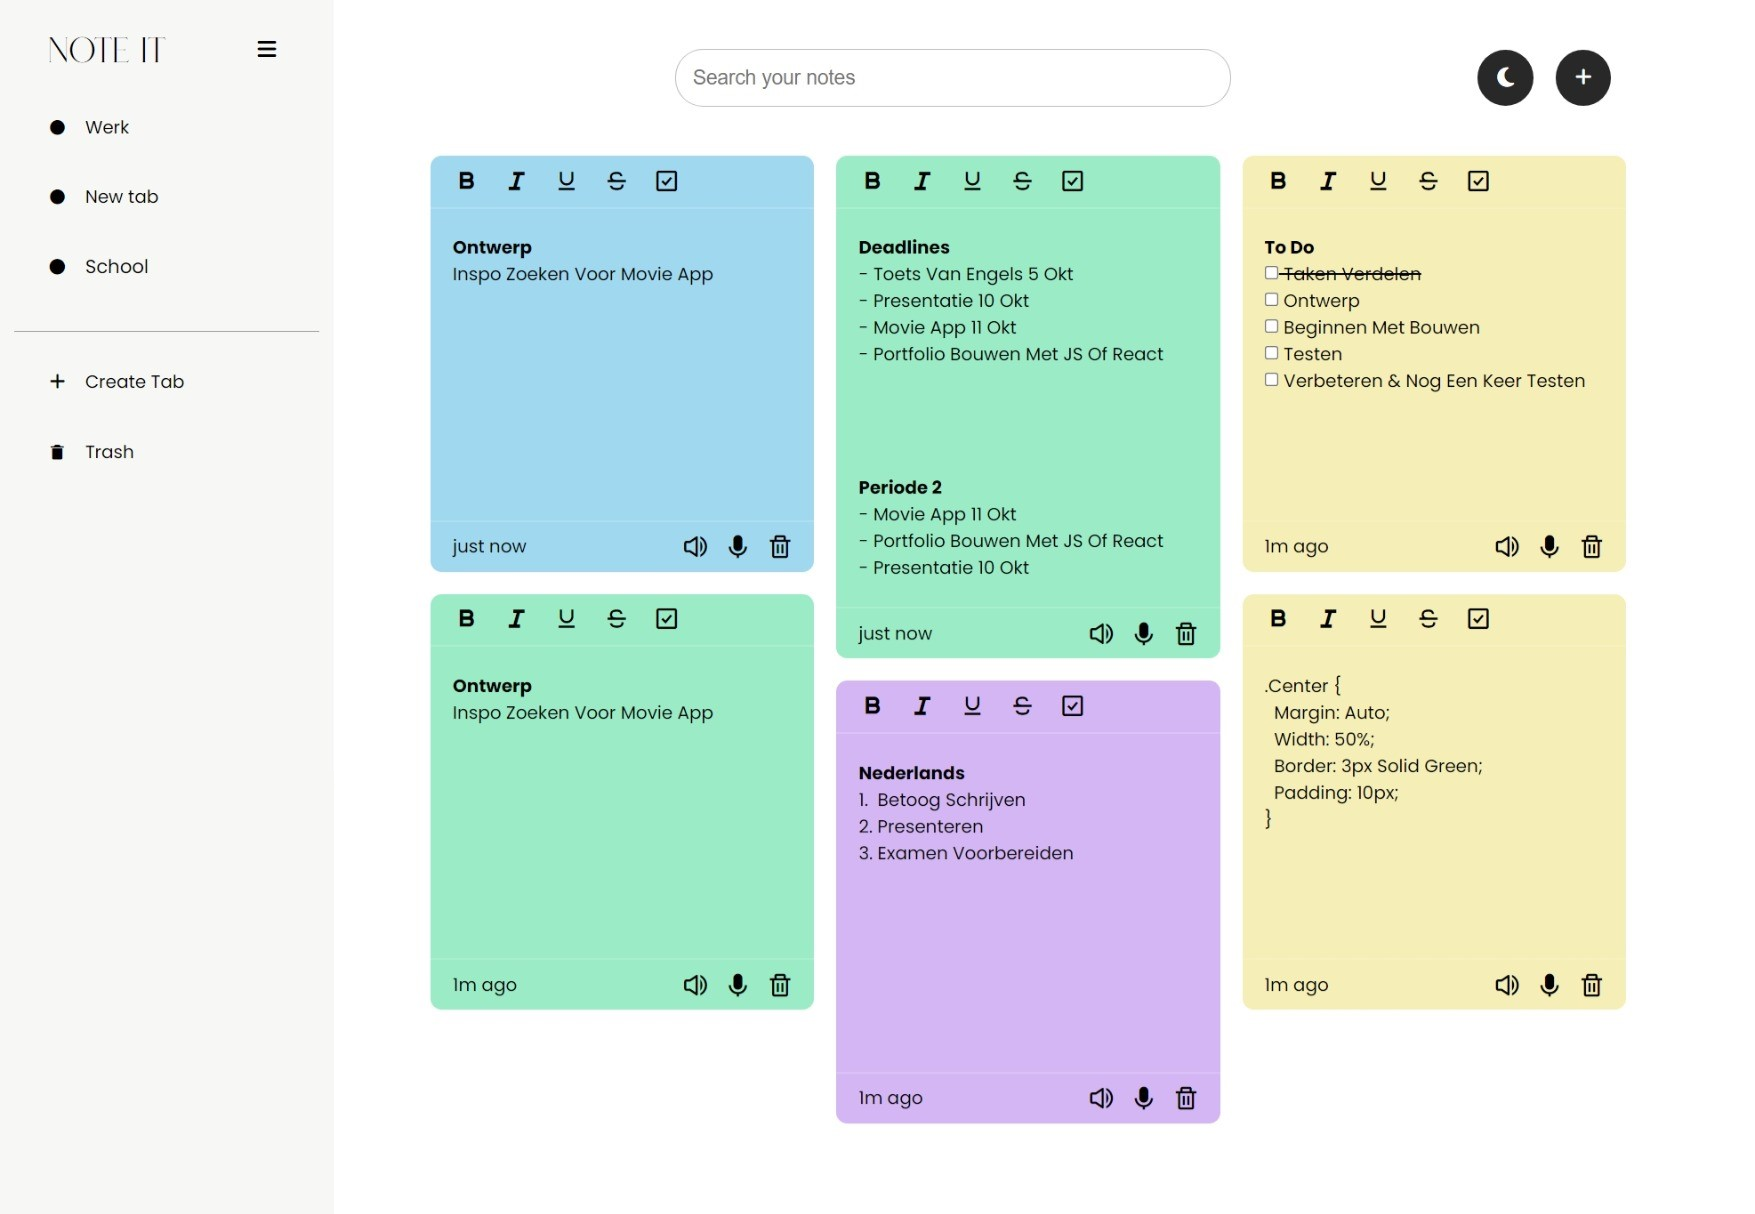 NOTE IT
Werk
New tab
School
Create Tab
Trash
Search your notes
Ontwerp
Inspo Zoeken Voor Movie App
just now
Deadlines
- Toets Van Engels 5 Okt
- Presentatie 10 Okt
- Movie App 11 Okt
- Portfolio Bouwen Met JS Of React
Periode 2
- Movie App 11 Okt
- Portfolio Bouwen Met JS Of React
- Presentatie 10 Okt
just now
To Do
Taken Verdelen
Ontwerp
Beginnen Met Bouwen
Testen
Verbeteren & Nog Een Keer Testen
1m ago
Ontwerp
Inspo Zoeken Voor Movie App
1m ago
Nederlands
1. Betoog Schrijven
2. Presenteren
3. Examen Voorbereiden
1m ago
.Center {
Margin: Auto;
Width: 50%;
Border: 3px Solid Green;
Padding: 10px;
}
1m ago